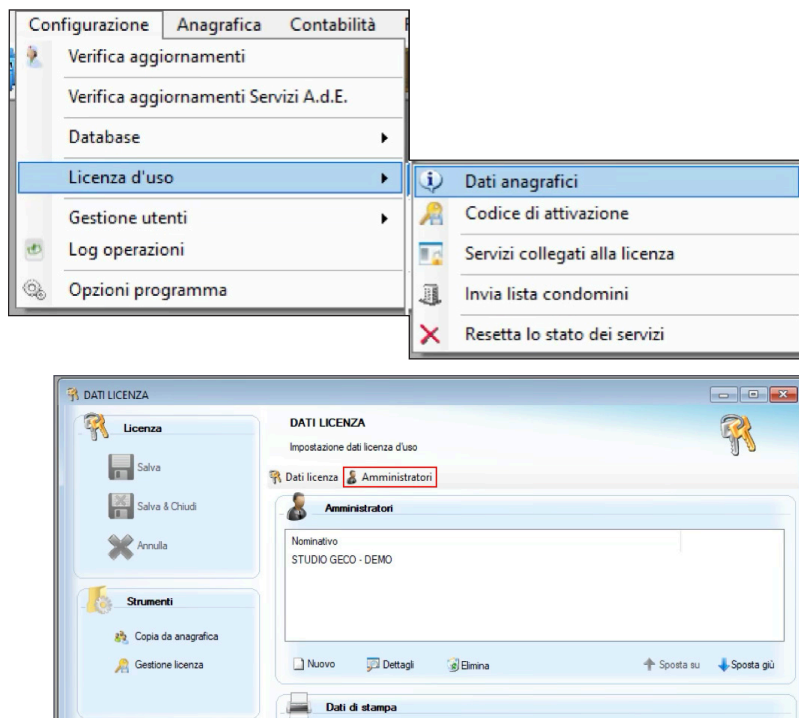 Configurazione Anagrafica Contabilità
Verifica aggiornamenti
Verifica aggiornamenti Servizi A.d.E.
Database
Licenza d'uso
Gestione utenti
Log operazioni
Opzioni programma
Dati anagrafici
Codice di attivazione
Servizi collegati alla licenza
Invia lista condomini
Resetta lo stato dei servizi
DATI LICENZA
Licenza
Salva
Salva & Chiudi
Annulla
Strumenti
Copia da anagrafica
Gestione licenza
DATI LICENZA
Impostazione dati licenza d'uso
Dati licenza Amministratori
Amministratori
Nominativo
STUDIO GECO - DEMO
Nuovo Dettagli Elimina Sposta su Sposta giù
Dati di stampa